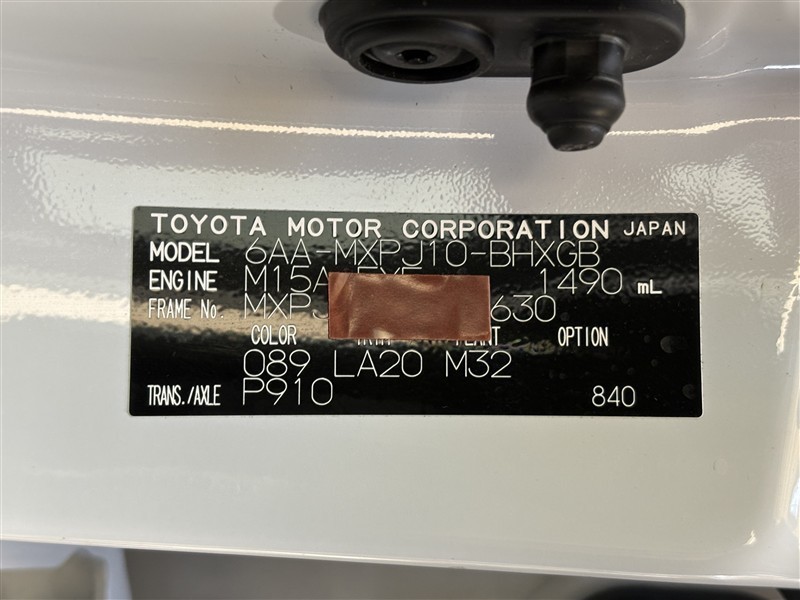 TOYOTA MOTOR CORPORATION JAPAN
MODEL 6AA-MXPJ10-BHXGB
ENGINE M15A 1490 mL
FRAME No. MXPJ 630
COLOR OPTION
089 LA20 M32
TRANS./AXLE P910 840